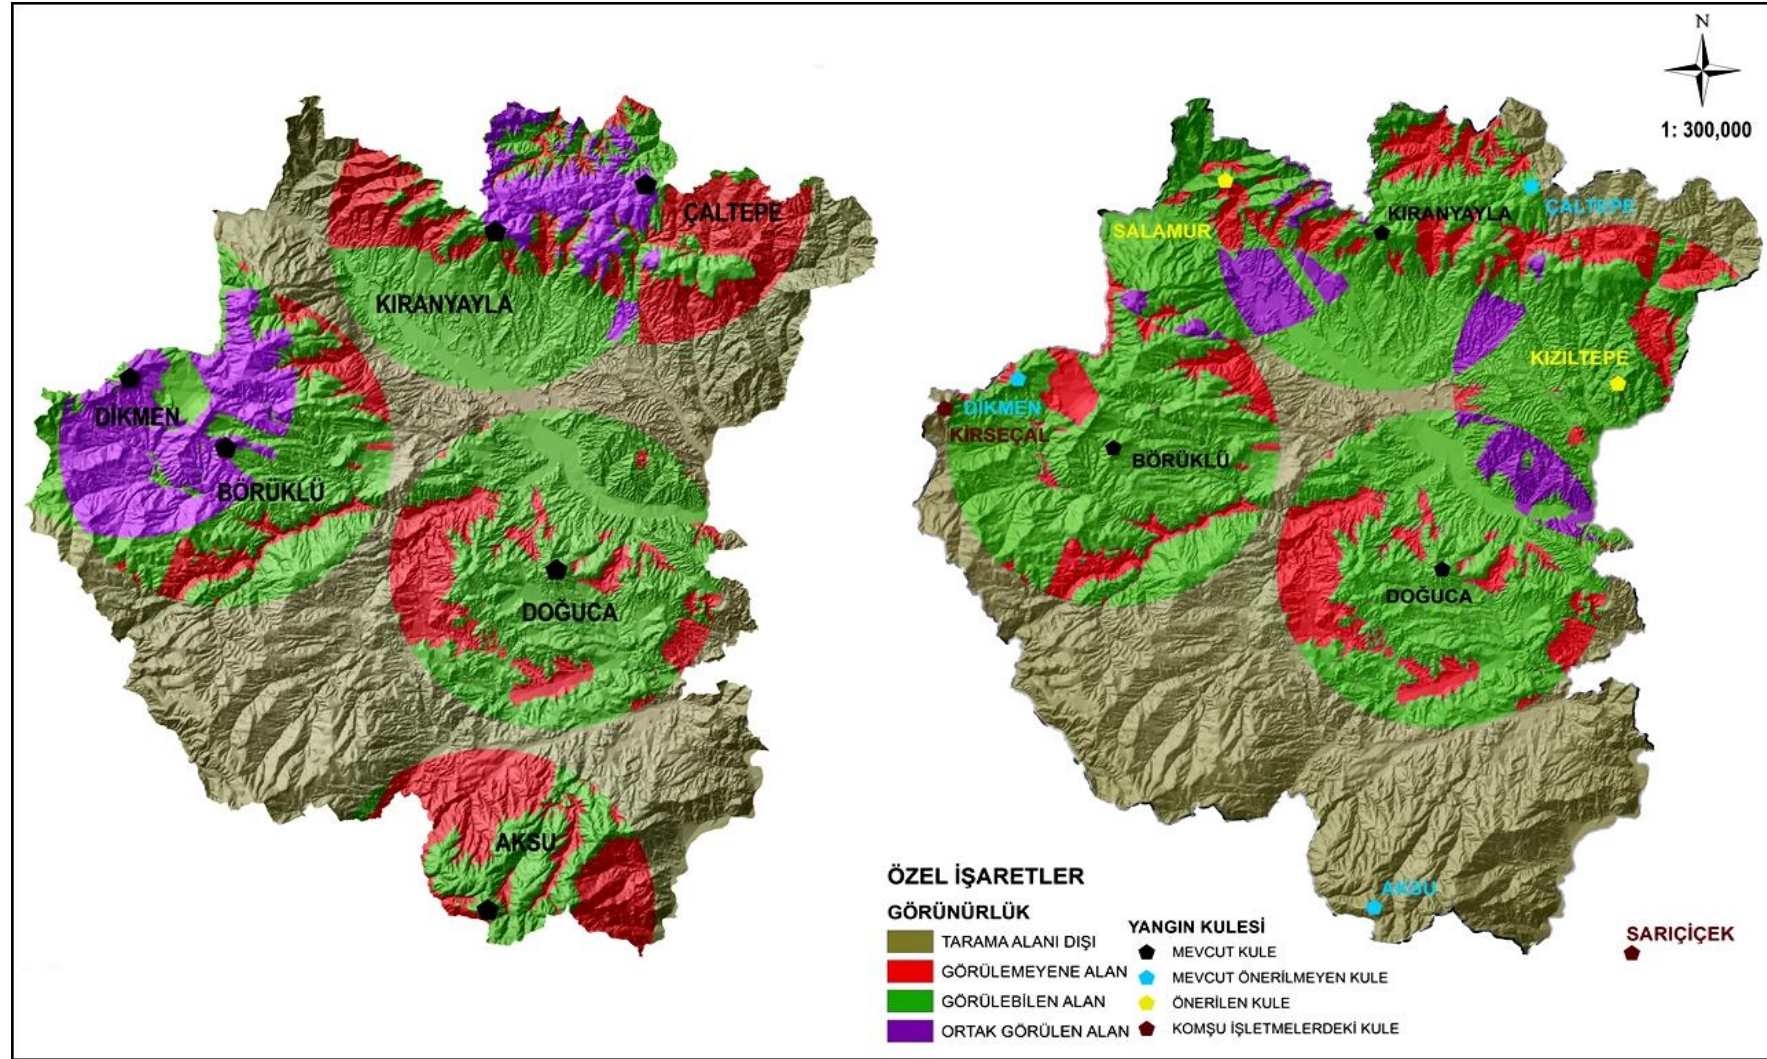 N
1: 300,000
ÇALTEPE
KIRANYAYLA
DİKMEN
BÖRÜKLÜ
DOĞUCA
AKSU
KIRANYAYLA
ÇALTEPE
SALAMUR
KIZILTEPE
DİKMEN
KİRSEÇAL
BÖRÜKLÜ
DOĞUCA
AKSU
SARIÇİÇEK
ÖZEL İŞARETLER
GÖRÜNÜRLÜK
TARAMA ALANI DIŞI
GÖRÜLEMEYENE ALAN
GÖRÜLEBİLEN ALAN
ORTAK GÖRÜLEN ALAN
YANGIN KULESİ
MEVCUT KULE
MEVCUT ÖNERİLMEYEN KULE
ÖNERİLEN KULE
KOMŞU İŞLETMELERDEKİ KULE